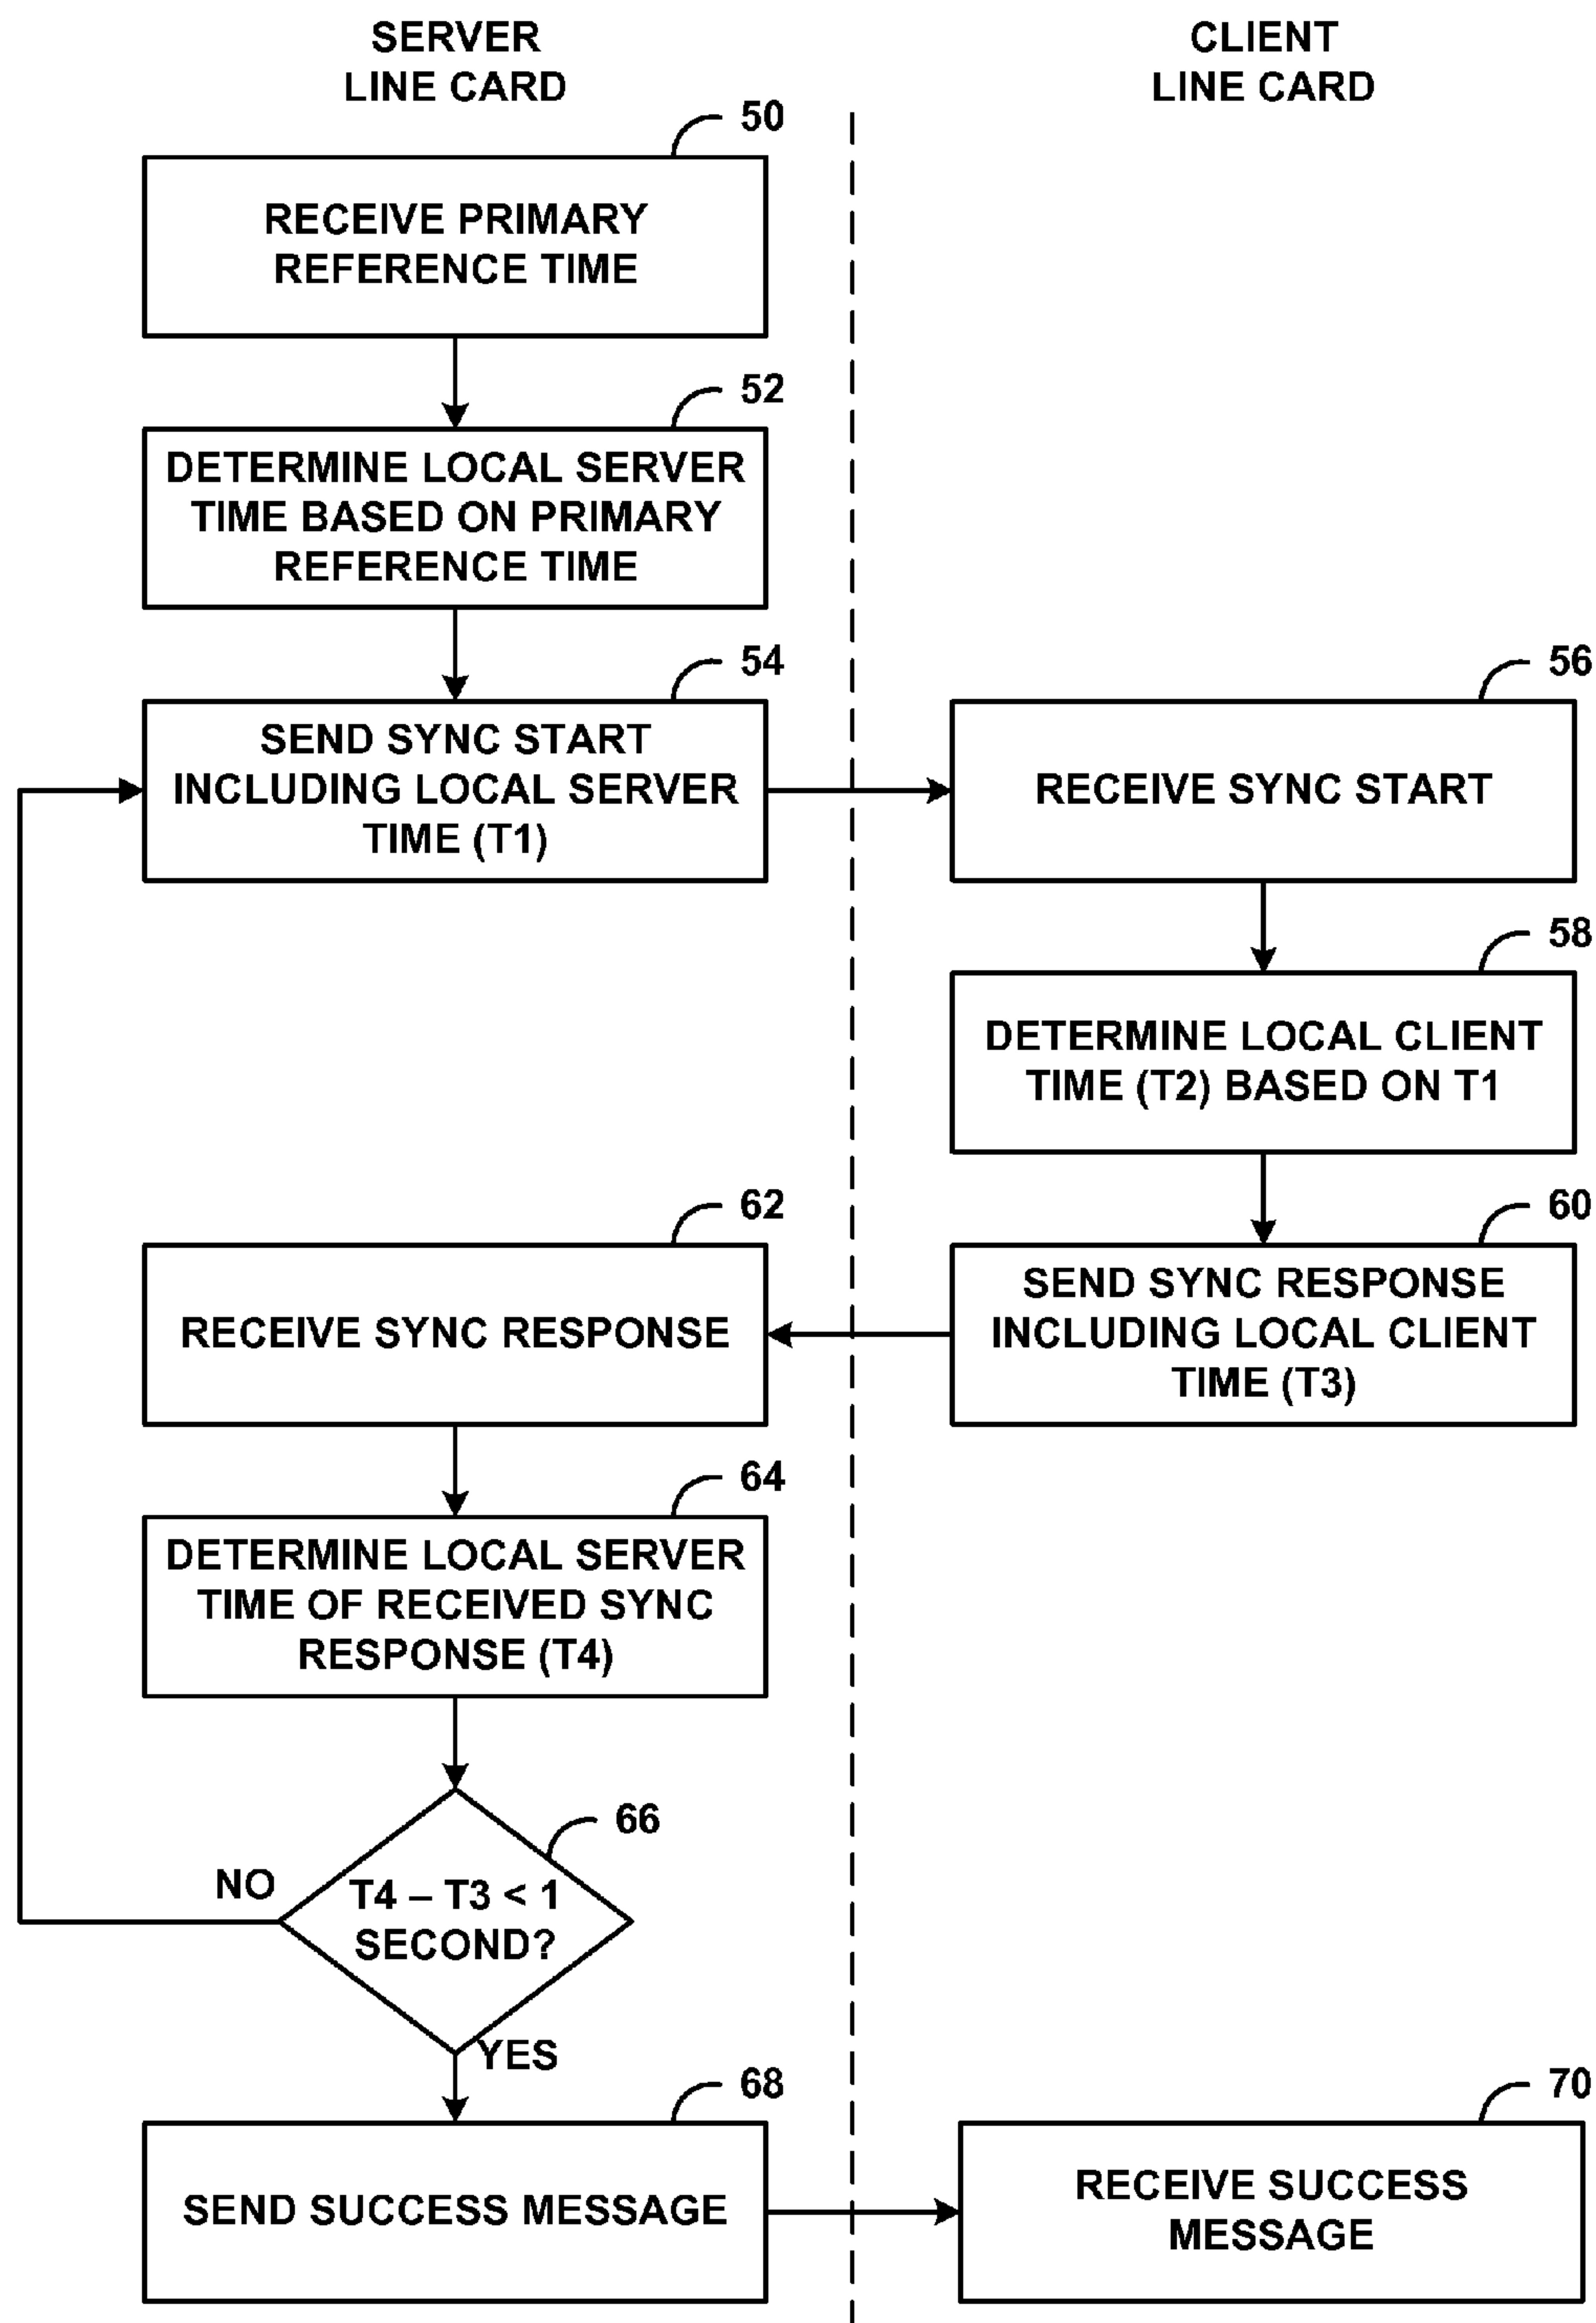 SERVER
LINE CARD
CLIENT
LINE CARD
50
RECEIVE PRIMARY
REFERENCE TIME
52
DETERMINE LOCAL SERVER
TIME BASED ON PRIMARY
REFERENCE TIME
54
SEND SYNC START
INCLUDING LOCAL SERVER
TIME (T1)
56
RECEIVE SYNC START
58
DETERMINE LOCAL CLIENT
TIME (T2) BASED ON T1
60
SEND SYNC RESPONSE
INCLUDING LOCAL CLIENT
TIME (T3)
62
RECEIVE SYNC RESPONSE
64
DETERMINE LOCAL SERVER
TIME OF RECEIVED SYNC
RESPONSE (T4)
66
NO
T4 – T3 < 1
SECOND?
YES
68
SEND SUCCESS MESSAGE
70
RECEIVE SUCCESS
MESSAGE